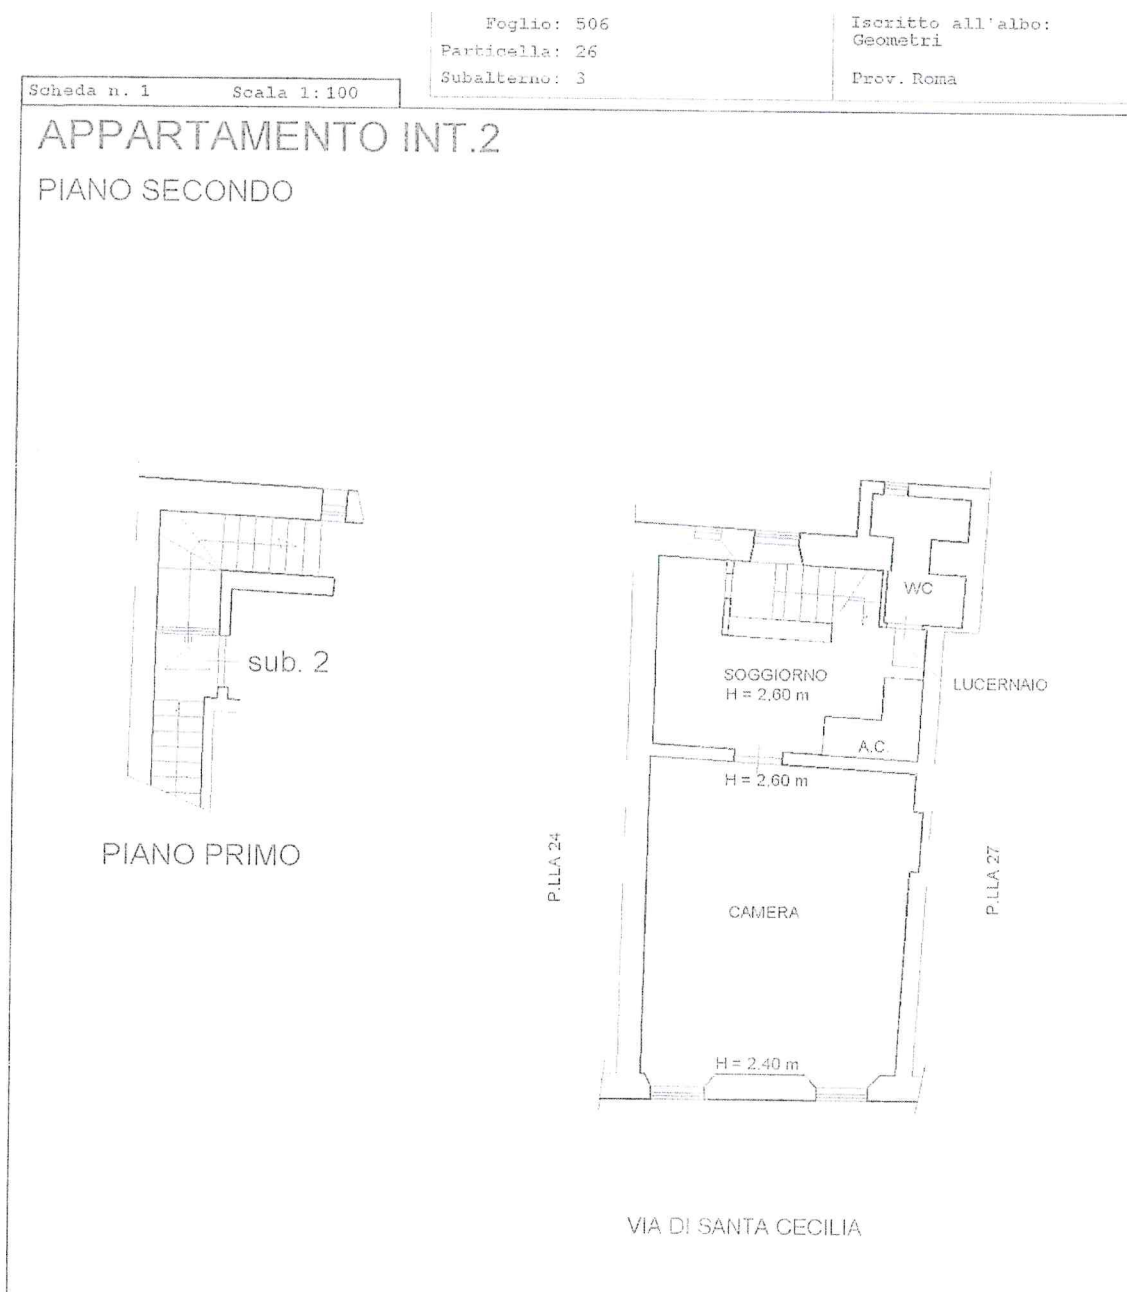 Foglio: 506
Particella: 26
Subalterno: 3
Iscritto all'albo:
Geometri
Prov. Roma
Scheda n. 1 Scala 1:100
APPARTAMENTO INT.2
PIANO SECONDO
sub. 2
PIANO PRIMO
WC
SOGGIORNO
H = 2,60 m
LUCERNAIO
A.C.
H = 2,60 m
P.LLA 24
P.LLA 27
CAMERA
H = 2,40 m
VIA DI SANTA CECILIA